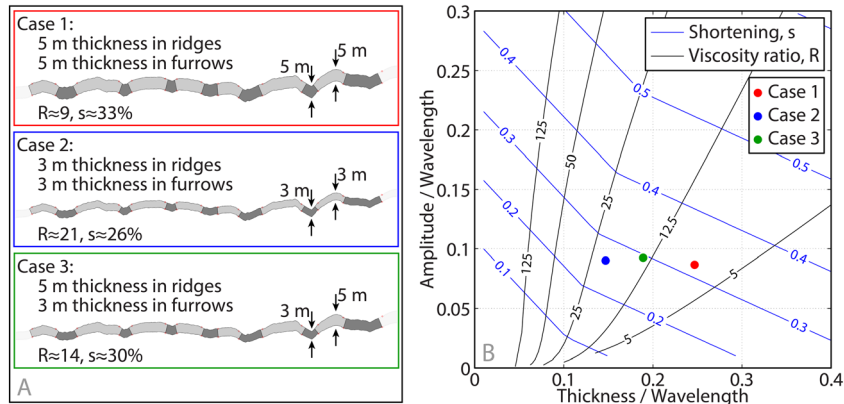 Case 1:
5 m thickness in ridges
5 m thickness in furrows
5 m
5 m
R≈9, s≈33%
Case 2:
3 m thickness in ridges
3 m thickness in furrows
3 m
3 m
R≈21, s≈26%
Case 3:
5 m thickness in ridges
3 m thickness in furrows
3 m
5 m
R≈14, s≈30%
A
B
Amplitude / Wavelength
0.3
0.25
0.2
0.15
0.1
0.05
0
0 0.1 0.2 0.3 0.4
Thickness / Wavelength
Shortening, s
Viscosity ratio, R
Case 1
Case 2
Case 3
0.4
0.3
0.2
0.1
0.5
0.5
0.4
0.4
0.3
0.2
125
125
50
25
25
12.5
5
5